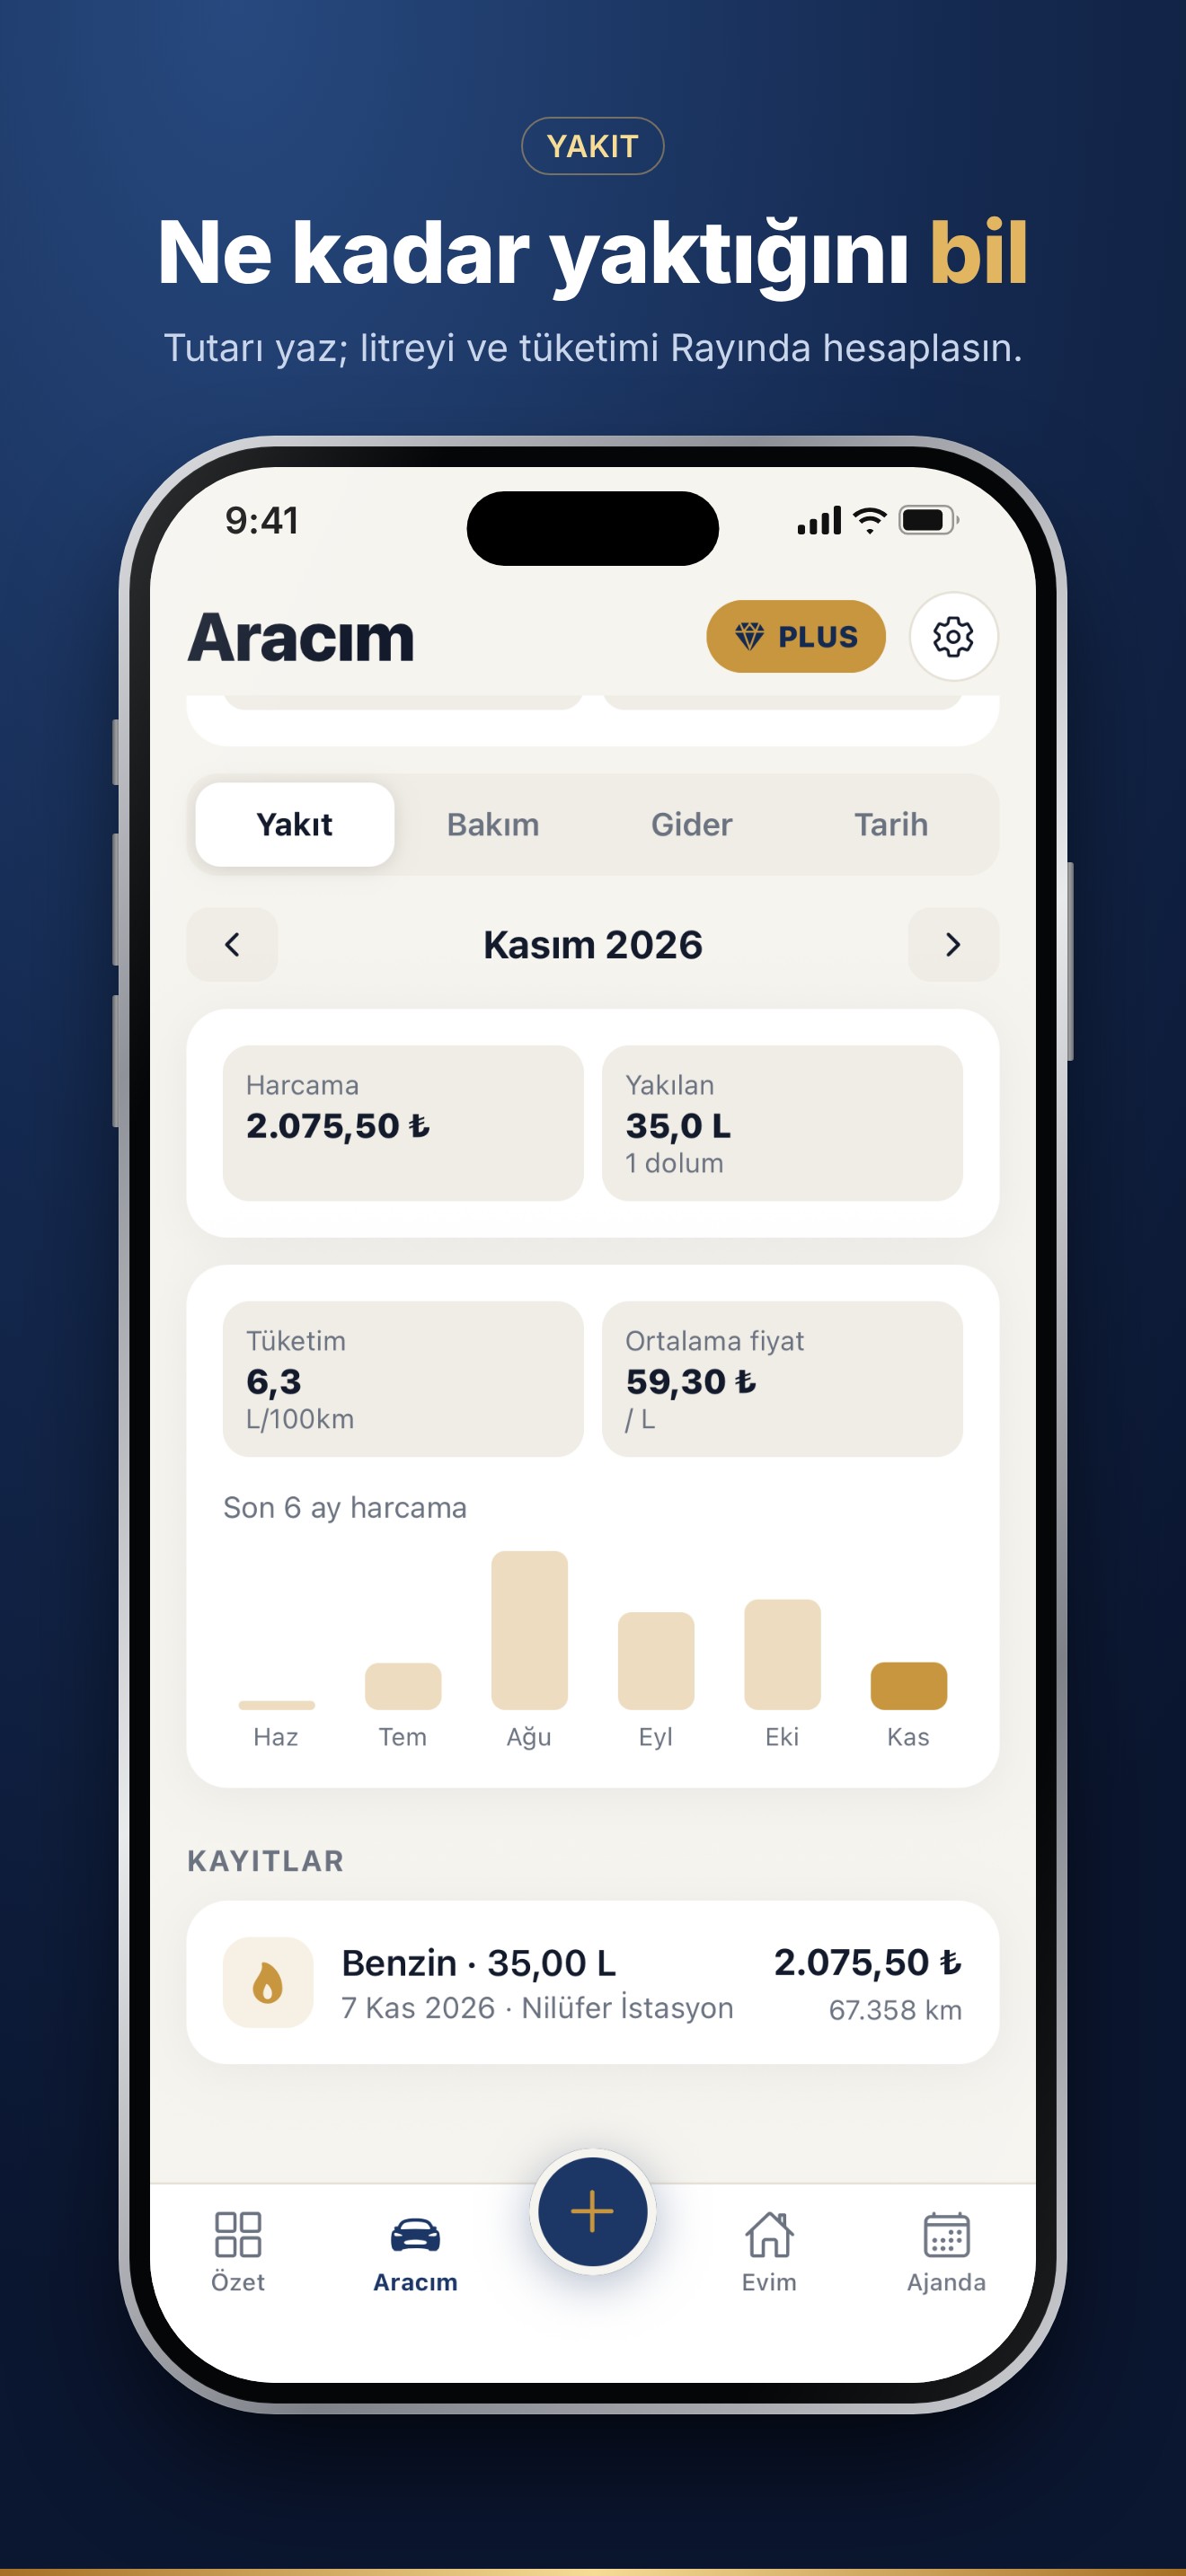 YAKIT
Ne kadar yaktığını bil
Tutarı yaz; litreyi ve tüketimi Rayında hesaplasın.
9:41
Aracım
PLUS
Yakıt Bakım Gider Tarih
Kasım 2026
Harcama
2.075,50 ₺
Yakılan
35,0 L
1 dolum
Tüketim
6,3
L/100km
Ortalama fiyat
59,30 ₺
/ L
Son 6 ay harcama
Haz Tem Ağu Eyl Eki Kas
KAYITLAR
Benzin · 35,00 L 2.075,50 ₺
7 Kas 2026 · Nilüfer İstasyon 67.358 km
Özet Aracım Evim Ajanda